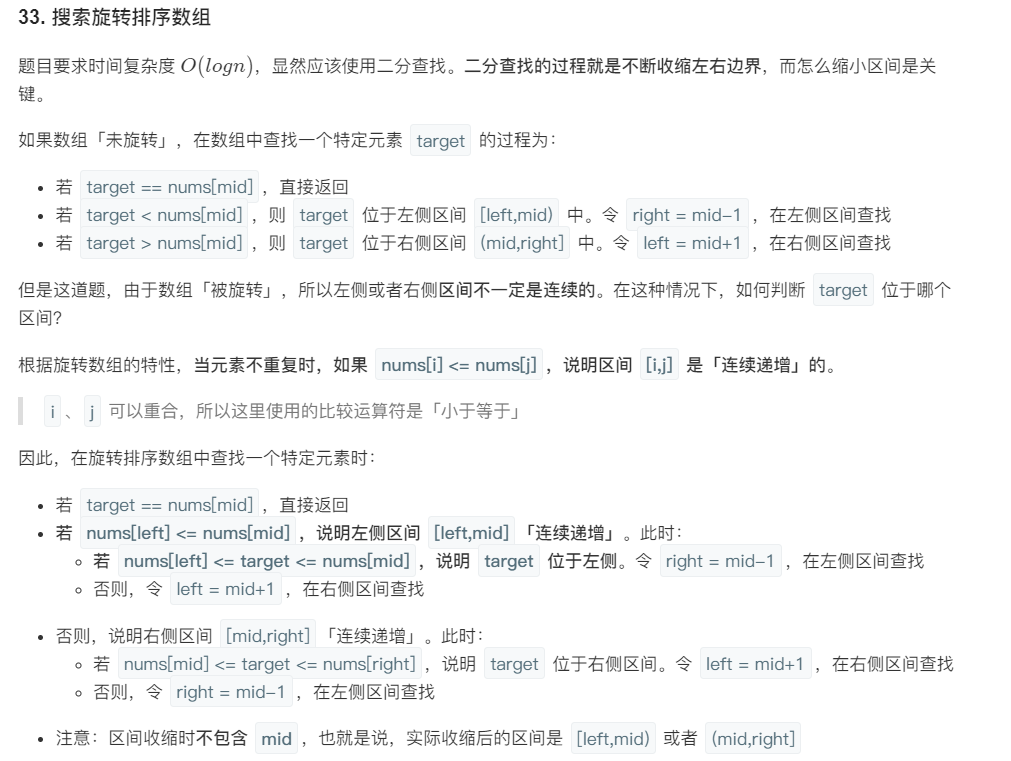 33. 搜索旋转排序数组
题目要求时间复杂度 O(logn)，显然应该使用二分查找。二分查找的过程就是不断收缩左右边界，而怎么缩小区间是关
键。
如果数组「未旋转」，在数组中查找一个特定元素 target 的过程为：
• 若 target == nums[mid]，直接返回
• 若 target < nums[mid]，则 target 位于左侧区间 [left,mid) 中。令 right = mid-1，在左侧区间查找
• 若 target > nums[mid]，则 target 位于右侧区间 (mid,right] 中。令 left = mid+1，在右侧区间查找
但是这道题，由于数组「被旋转」，所以左侧或者右侧区间不一定是连续的。在这种情况下，如何判断 target 位于哪个
区间？
根据旋转数组的特性，当元素不重复时，如果 nums[i] <= nums[j]，说明区间 [i,j] 是「连续递增」的。
i、j 可以重合，所以这里使用的比较运算符是「小于等于」
因此，在旋转排序数组中查找一个特定元素时：
• 若 target == nums[mid]，直接返回
• 若 nums[left] <= nums[mid]，说明左侧区间 [left,mid]「连续递增」。此时：
◦ 若 nums[left] <= target <= nums[mid]，说明 target 位于左侧。令 right = mid-1，在左侧区间查找
◦ 否则，令 left = mid+1，在右侧区间查找
• 否则，说明右侧区间 [mid,right]「连续递增」。此时：
◦ 若 nums[mid] <= target <= nums[right]，说明 target 位于右侧区间。令 left = mid+1，在右侧区间查找
◦ 否则，令 right = mid-1，在左侧区间查找
• 注意：区间收缩时不包含 mid，也就是说，实际收缩后的区间是 [left,mid) 或者 (mid,right]